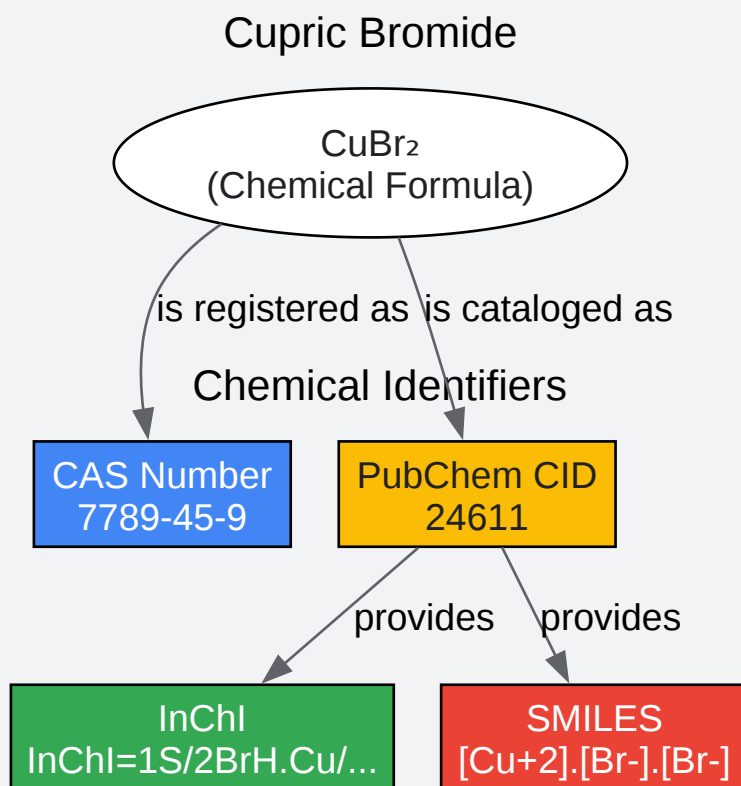 Cupric Bromide
CuBr₂
(Chemical Formula)
is registered as
is cataloged as
Chemical Identifiers
CAS Number
7789-45-9
PubChem CID
24611
provides
provides
InChI
InChI=1S/2BrH.Cu/...
SMILES
[Cu+2].[Br-].[Br-]